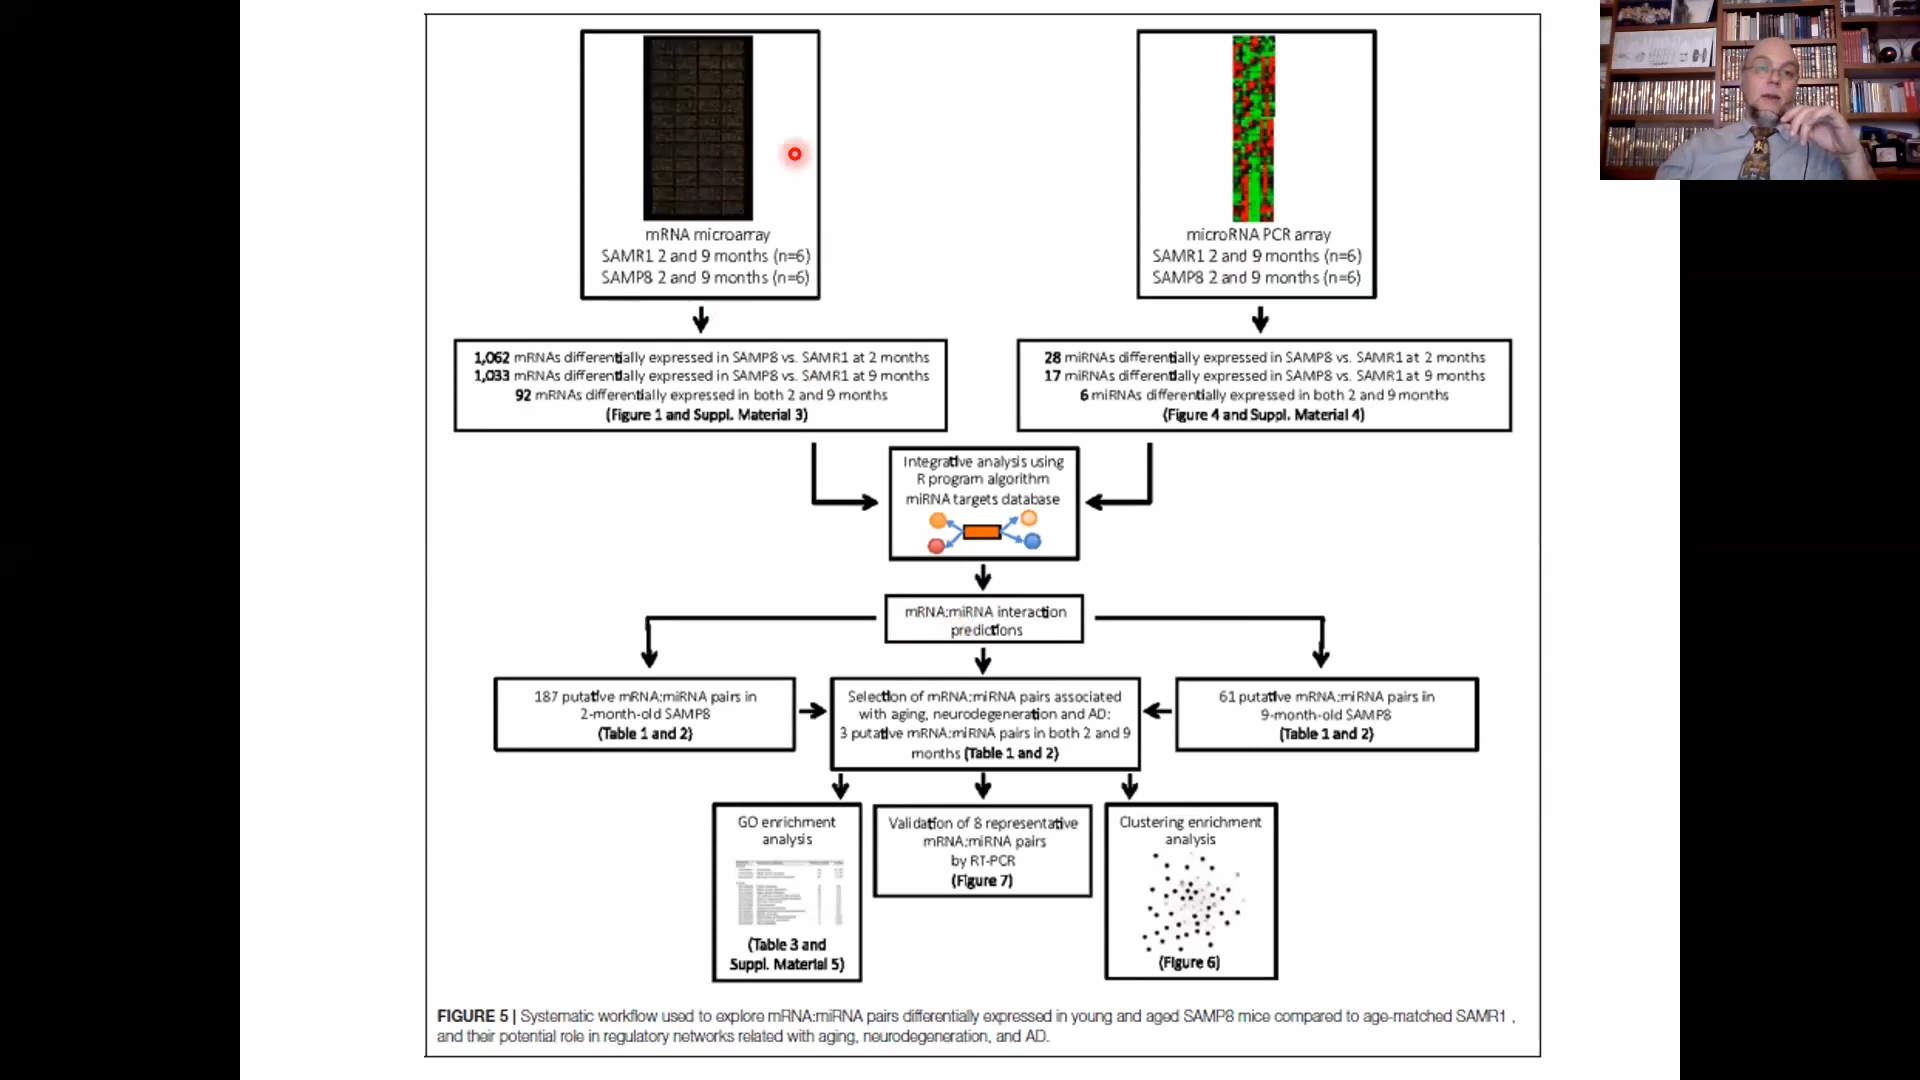 mRNA microarray
SAMR1 2 and 9 months (n=6)
SAMP8 2 and 9 months (n=6)
microRNA PCR array
SAMR1 2 and 9 months (n=6)
SAMP8 2 and 9 months (n=6)
1,062 mRNAs differentially expressed in SAMP8 vs. SAMR1 at 2 months
1,033 mRNAs differentially expressed in SAMP8 vs. SAMR1 at 9 months
92 mRNAs differentially expressed in both 2 and 9 months
(Figure 1 and Suppl. Material 3)
28 miRNAs differentially expressed in SAMP8 vs. SAMR1 at 2 months
17 miRNAs differentially expressed in SAMP8 vs. SAMR1 at 9 months
6 miRNAs differentially expressed in both 2 and 9 months
(Figure 4 and Suppl. Material 4)
Integrative analysis using
R program algorithm
miRNA targets database
mRNA:miRNA interaction
predictions
187 putative mRNA:miRNA pairs in
2-month-old SAMP8
(Table 1 and 2)
Selection of mRNA:miRNA pairs associated
with aging, neurodegeneration and AD:
3 putative mRNA:miRNA pairs in both 2 and 9
months (Table 1 and 2)
61 putative mRNA:miRNA pairs in
9-month-old SAMP8
(Table 1 and 2)
GO enrichment
analysis
(Table 3 and
Suppl. Material 5)
Validation of 8 representative
mRNA:miRNA pairs
by RT-PCR
(Figure 7)
Clustering enrichment
analysis
(Figure 6)
FIGURE 5 | Systematic workflow used to explore mRNA:miRNA pairs differentially expressed in young and aged SAMP8 mice compared to age-matched SAMR1 ,
and their potential role in regulatory networks related with aging, neurodegeneration, and AD.